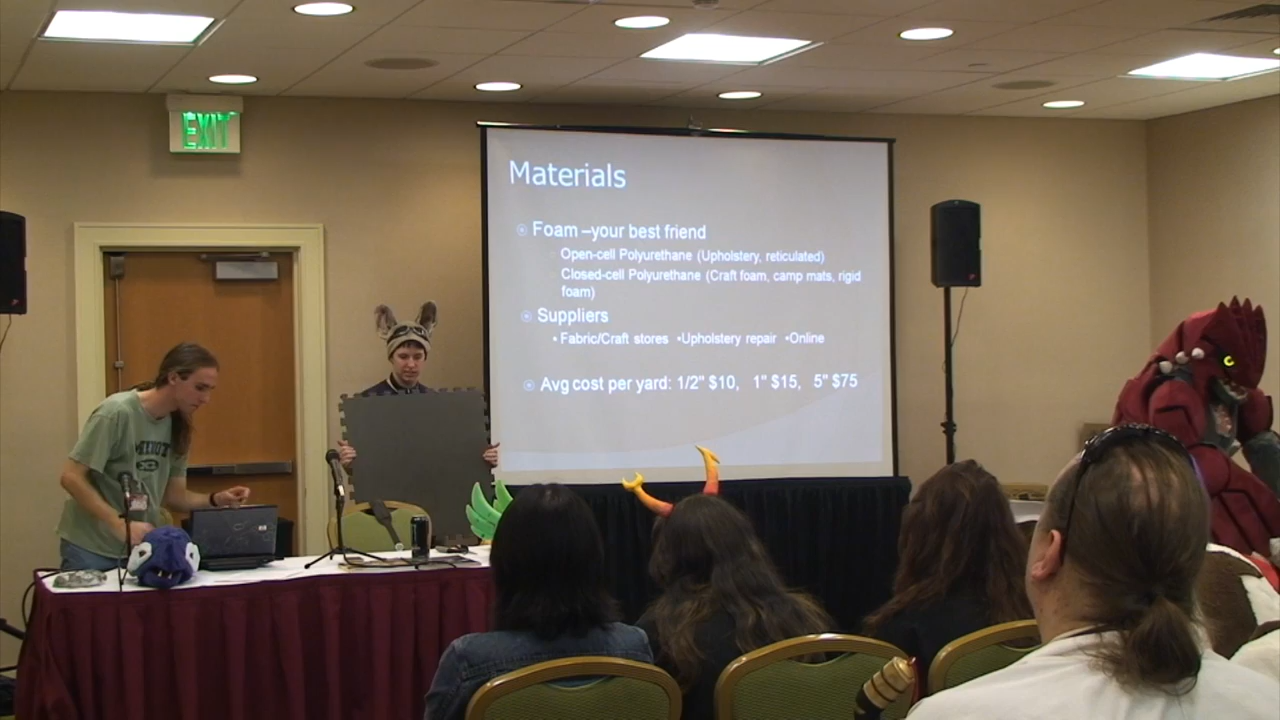 EXIT
Materials
Foam –your best friend
Open-cell Polyurethane (Upholstery, reticulated)
Closed-cell Polyurethane (Craft foam, camp mats, rigid
foam)
Suppliers
• Fabric/Craft stores •Upholstery repair •Online
Avg cost per yard: 1/2" $10, 1" $15, 5" $75